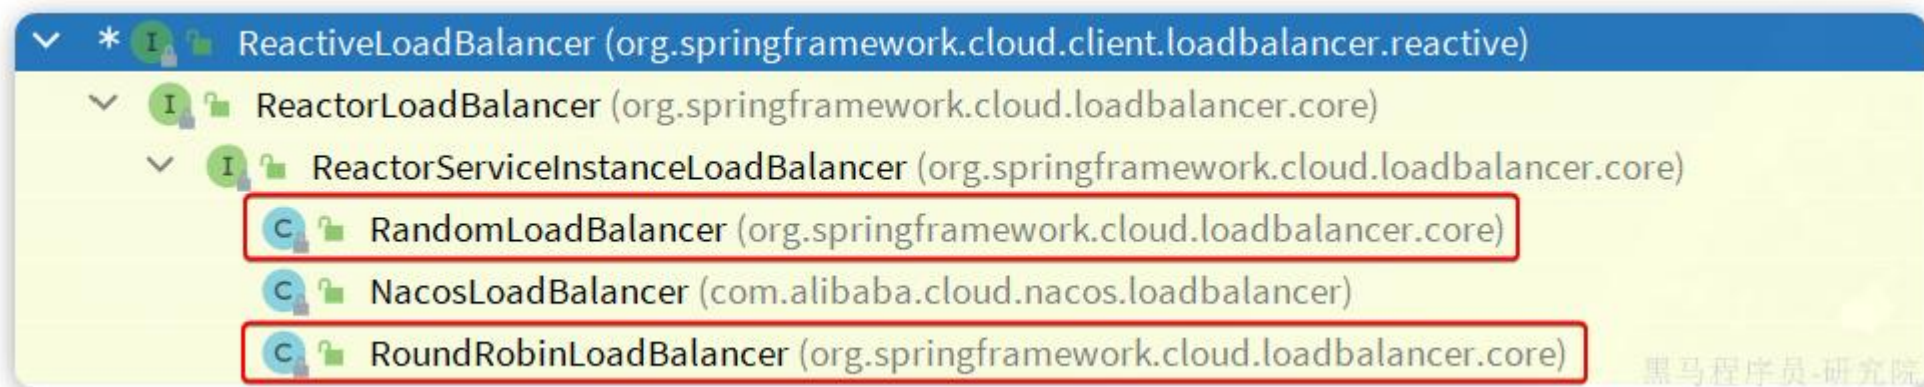 * I ReactiveLoadBalancer (org.springframework.cloud.client.loadbalancer.reactive)
I ReactorLoadBalancer (org.springframework.cloud.loadbalancer.core)
I ReactorServiceInstanceLoadBalancer (org.springframework.cloud.loadbalancer.core)
C RandomLoadBalancer (org.springframework.cloud.loadbalancer.core)
C NacosLoadBalancer (com.alibaba.cloud.nacos.loadbalancer)
C RoundRobinLoadBalancer (org.springframework.cloud.loadbalancer.core)
黑马程序员-研究院